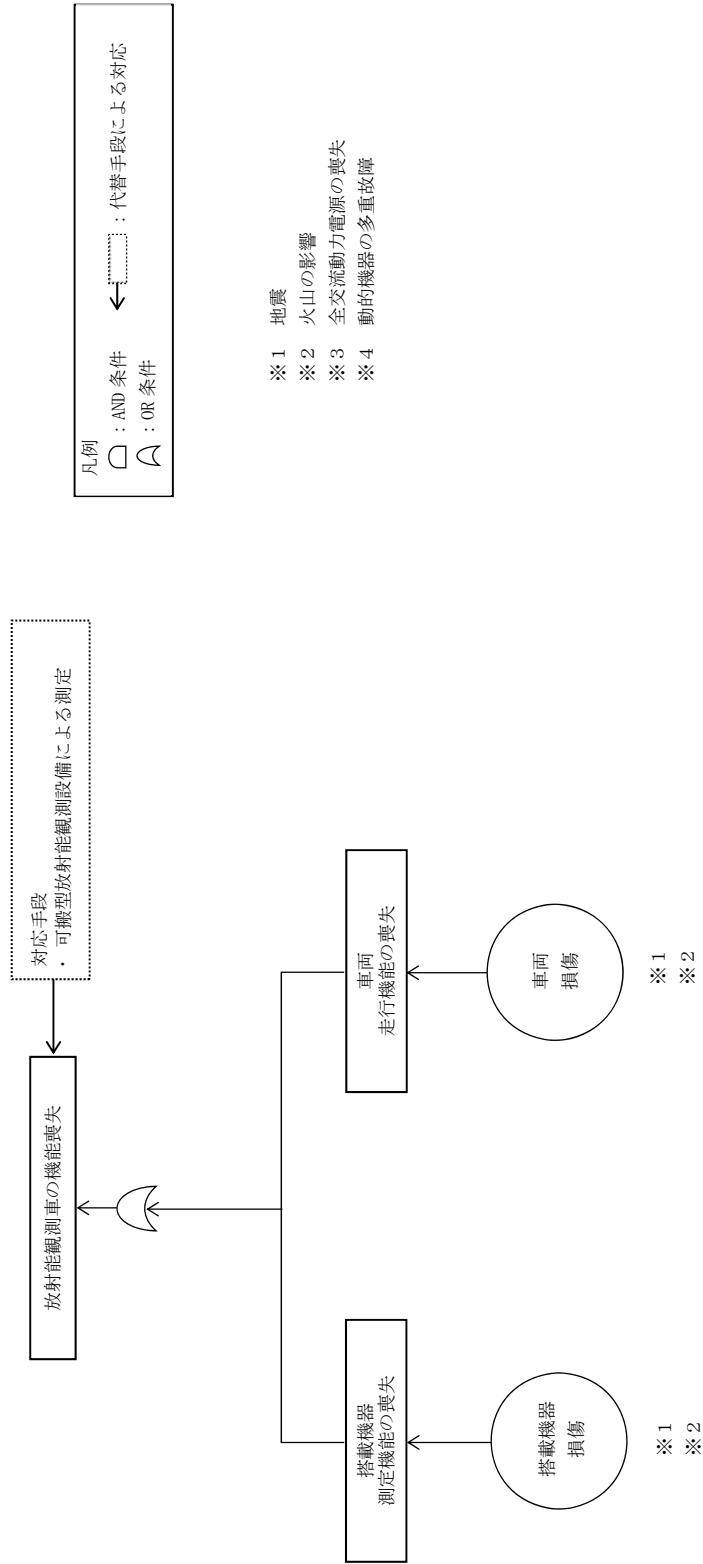 放射能観測車の機能喪失
対応手段
・可搬型放射能観測設備による測定
搭載機器
測定機能の喪失
車両
走行機能の喪失
搭載機器
損傷
車両
損傷
※1
※2
※1
※2
凡例
：AND 条件
：代替手段による対応
：OR 条件
※1 地震
※2 火山の影響
※3 全交流動力電源の喪失
※4 動的機器の多重故障